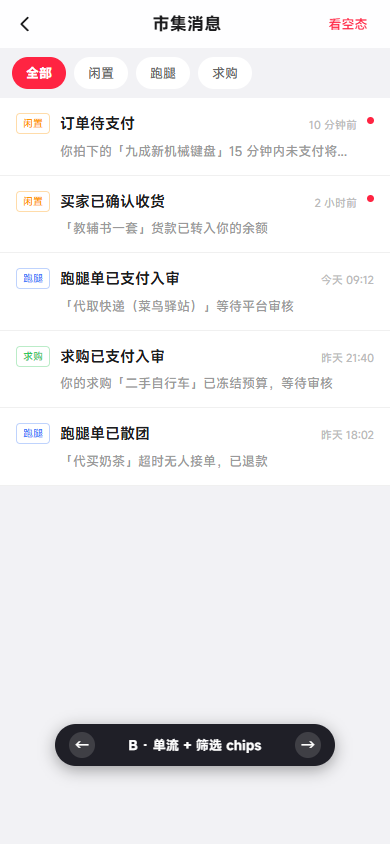 市集消息
看空态
全部
闲置
跑腿
求购
闲置
订单待支付
10 分钟前
你拍下的「九成新机械键盘」15 分钟内未支付将...
闲置
买家已确认收货
2 小时前
「教辅书一套」货款已转入你的余额
跑腿
跑腿单已支付入审
今天 09:12
「代取快递（菜鸟驿站）」等待平台审核
求购
求购已支付入审
昨天 21:40
你的求购「二手自行车」已冻结预算，等待审核
跑腿
跑腿单已散团
昨天 18:02
「代买奶茶」超时无人接单，已退款
← B · 单流 + 筛选 chips →